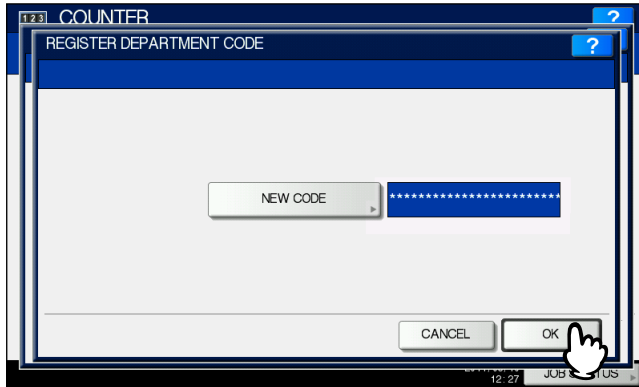 123 COUNTER ?
REGISTER DEPARTMENT CODE ?
NEW CODE ************************
CANCEL OK
12:27 JOB STATUS